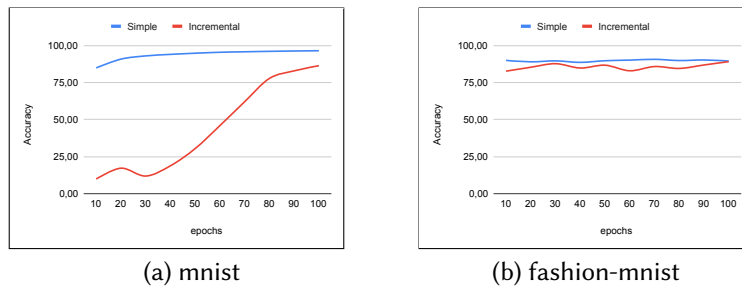 Simple Incremental
100,00
75,00
50,00
25,00
0,00
Accuracy
10 20 30 40 50 60 70 80 90 100
epochs
(a) mnist
Simple Incremental
100,00
75,00
50,00
25,00
0,00
Accuracy
10 20 30 40 50 60 70 80 90 100
epochs
(b) fashion-mnist